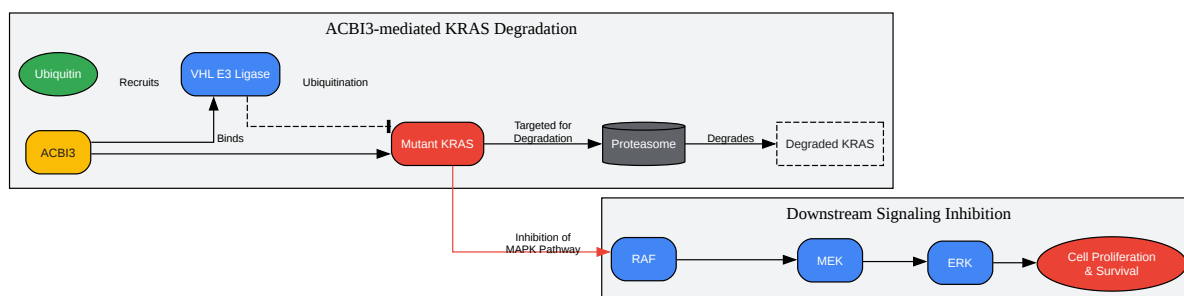 ACBI3-mediated KRAS Degradation
Ubiquitin
Recruits
VHL E3 Ligase
Ubiquitination
ACBI3
Binds
Mutant KRAS
Targeted for
Degradation
Proteasome
Degrades
Degraded KRAS
Downstream Signaling Inhibition
Inhibition of
MAPK Pathway
RAF
MEK
ERK
Cell Proliferation
& Survival